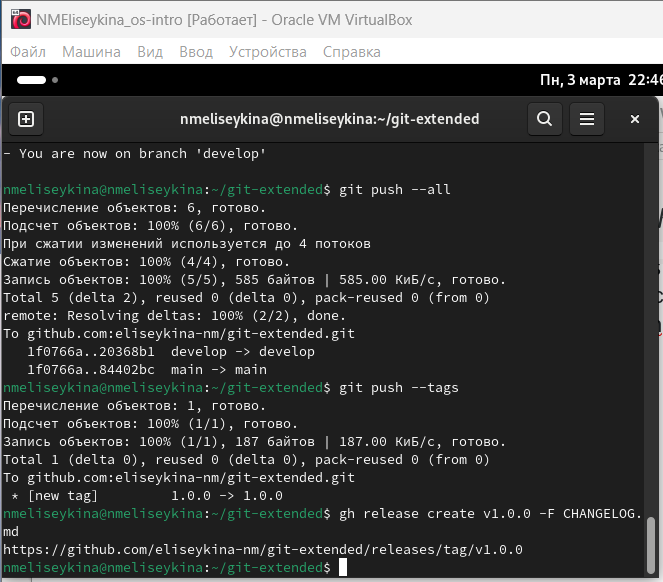 NMEliseykina_os-intro [Работает] - Oracle VM VirtualBox
Файл Машина Вид Ввод Устройства Справка
Пн, 3 марта 22:46
nmeliseykina@nmeliseykina:~/git-extended
- You are now on branch 'develop'
nmeliseykina@nmeliseykina:~/git-extended$ git push --all
Перечисление объектов: 6, готово.
Подсчет объектов: 100% (6/6), готово.
При сжатии изменений используется до 4 потоков
Сжатие объектов: 100% (4/4), готово.
Запись объектов: 100% (5/5), 585 байтов | 585.00 КиБ/с, готово.
Total 5 (delta 2), reused 0 (delta 0), pack-reused 0 (from 0)
remote: Resolving deltas: 100% (2/2), done.
To github.com:eliseykina-nm/git-extended.git
   1f0766a..20368b1  develop -> develop
   1f0766a..84402bc  main -> main
nmeliseykina@nmeliseykina:~/git-extended$ git push --tags
Перечисление объектов: 1, готово.
Подсчет объектов: 100% (1/1), готово.
Запись объектов: 100% (1/1), 187 байтов | 187.00 КиБ/с, готово.
Total 1 (delta 0), reused 0 (delta 0), pack-reused 0 (from 0)
To github.com:eliseykina-nm/git-extended.git
 * [new tag]         1.0.0 -> 1.0.0
nmeliseykina@nmeliseykina:~/git-extended$ gh release create v1.0.0 -F CHANGELOG.
md
https://github.com/eliseykina-nm/git-extended/releases/tag/v1.0.0
nmeliseykina@nmeliseykina:~/git-extended$